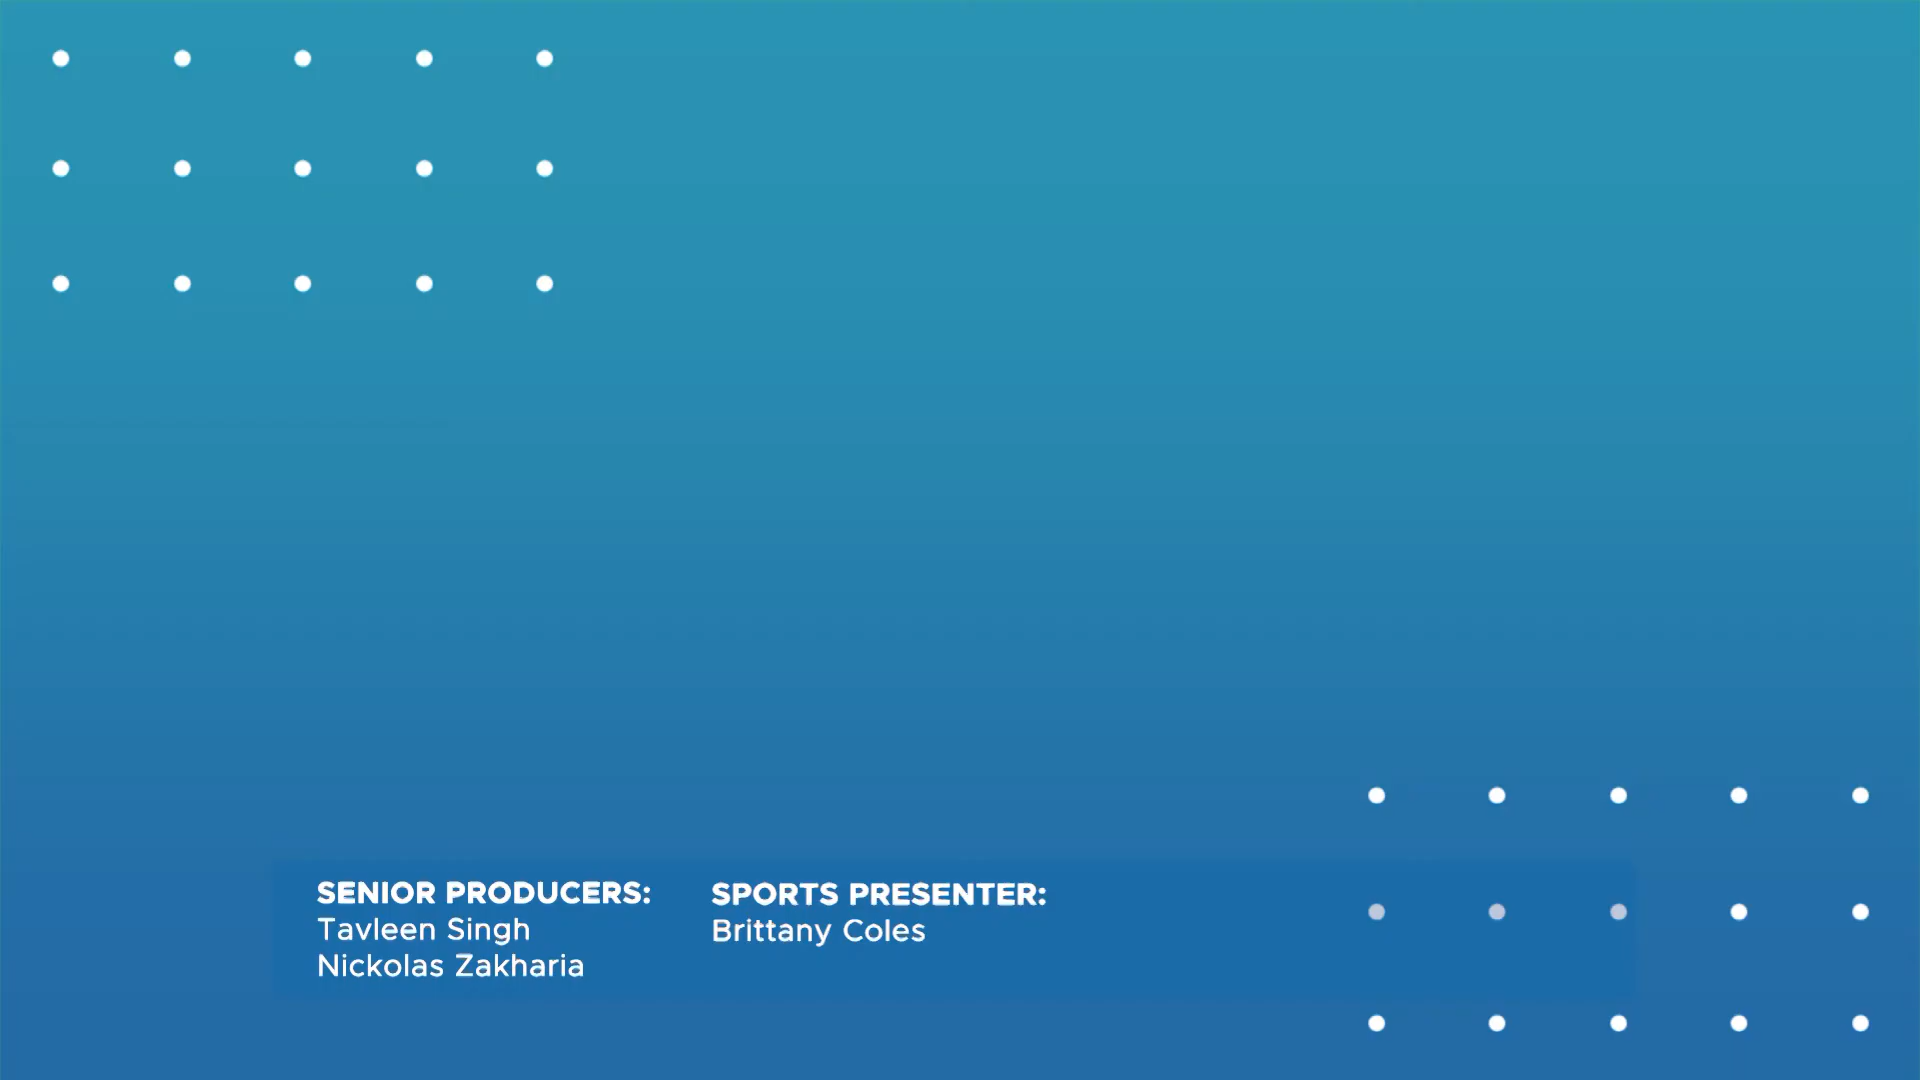 SENIOR PRODUCERS:
Tavleen Singh
Nickolas Zakharia
SPORTS PRESENTER:
Brittany Coles